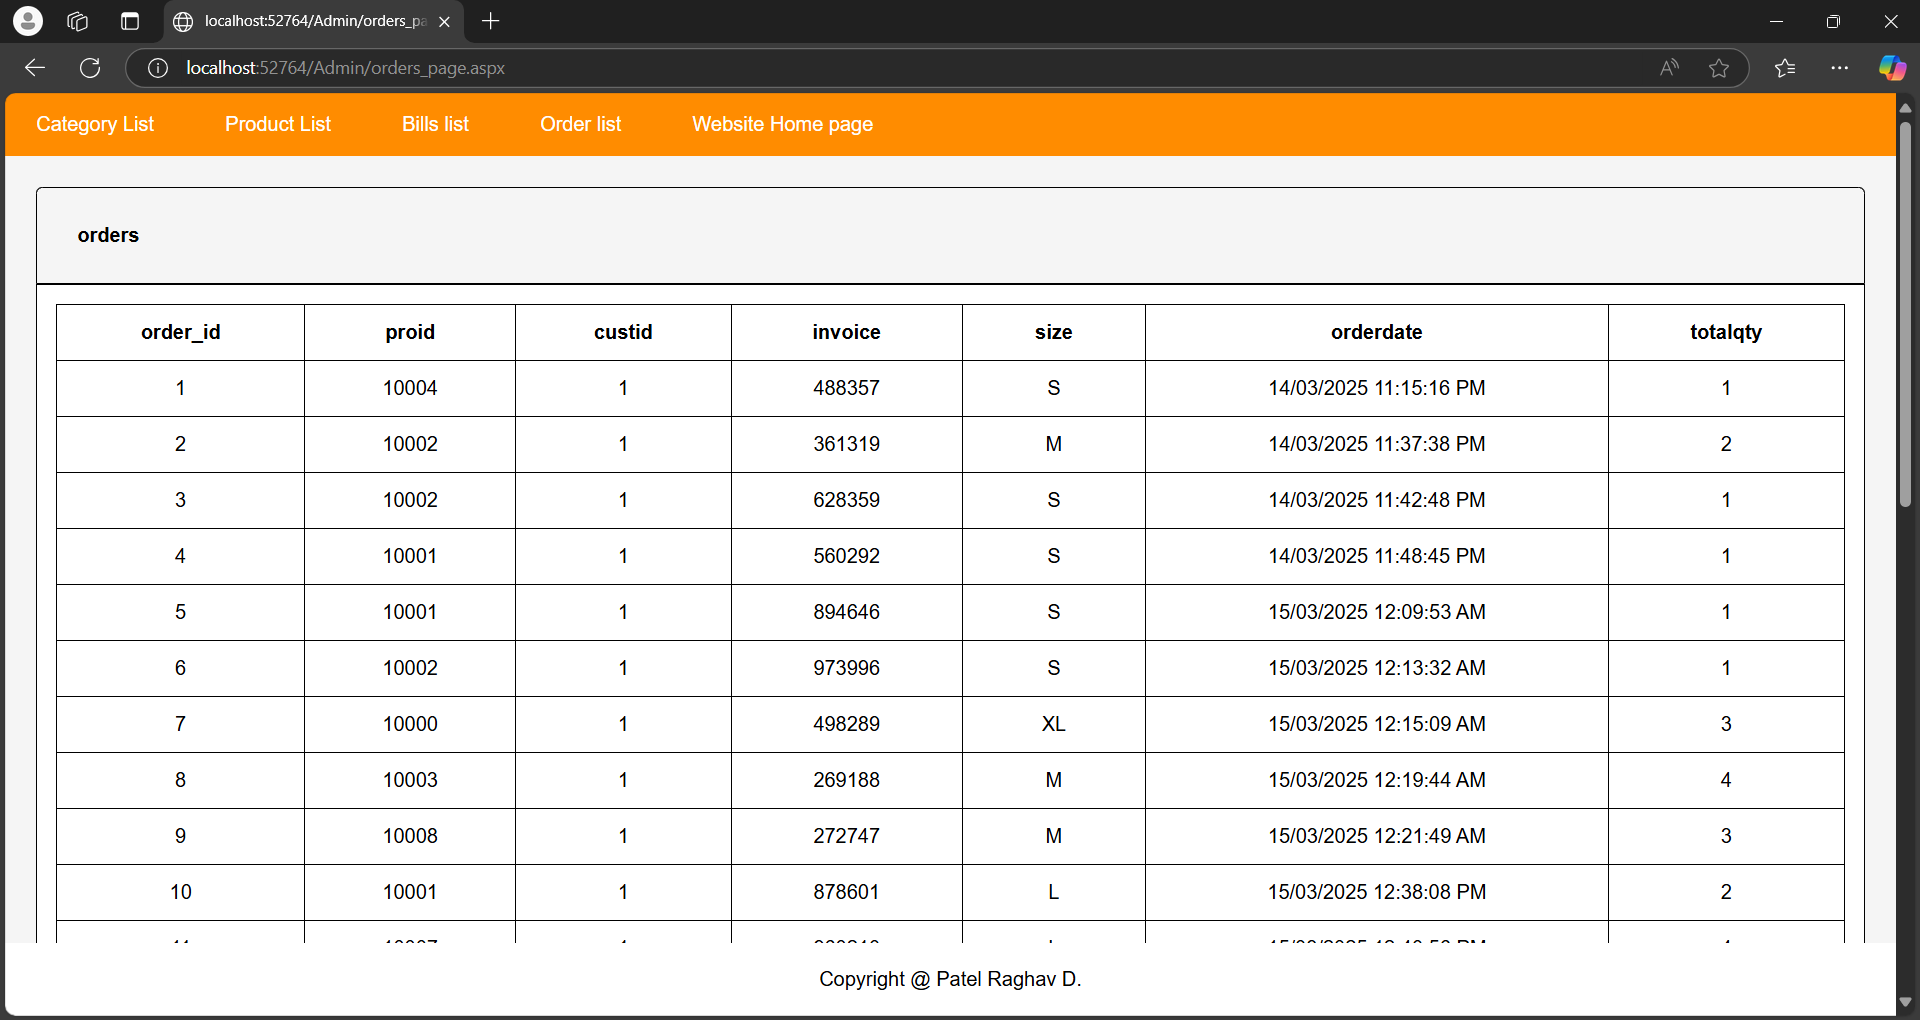 localhost:52764/Admin/orders_pa
localhost:52764/Admin/orders_page.aspx
Category List Product List Bills list Order list Website Home page
orders
order_id proid custid invoice size orderdate totalqty
1 10004 1 488357 S 14/03/2025 11:15:16 PM 1
2 10002 1 361319 M 14/03/2025 11:37:38 PM 2
3 10002 1 628359 S 14/03/2025 11:42:48 PM 1
4 10001 1 560292 S 14/03/2025 11:48:45 PM 1
5 10001 1 894646 S 15/03/2025 12:09:53 AM 1
6 10002 1 973996 S 15/03/2025 12:13:32 AM 1
7 10000 1 498289 XL 15/03/2025 12:15:09 AM 3
8 10003 1 269188 M 15/03/2025 12:19:44 AM 4
9 10008 1 272747 M 15/03/2025 12:21:49 AM 3
10 10001 1 878601 L 15/03/2025 12:38:08 PM 2
Copyright @ Patel Raghav D.